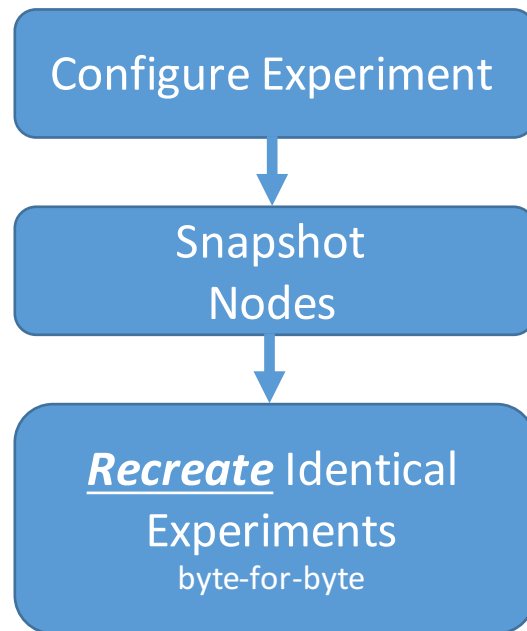 Configure Experiment
Snapshot
Nodes
Recreate Identical
Experiments
byte-for-byte